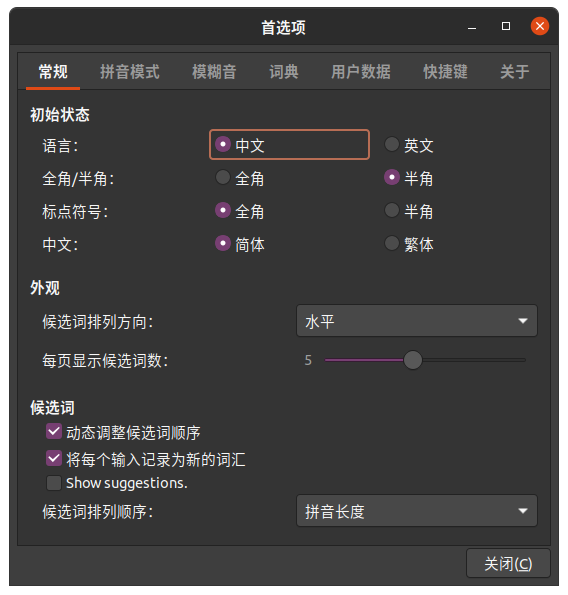 首选项
常规 拼音模式 模糊音 词典 用户数据 快捷键 关于
初始状态
语言： 中文 英文
全角/半角： 全角 半角
标点符号： 全角 半角
中文： 简体 繁体
外观
候选词排列方向： 水平
每页显示候选词数： 5
候选词
动态调整候选词顺序
将每个输入记录为新的词汇
Show suggestions.
候选词排列顺序： 拼音长度
关闭(C)